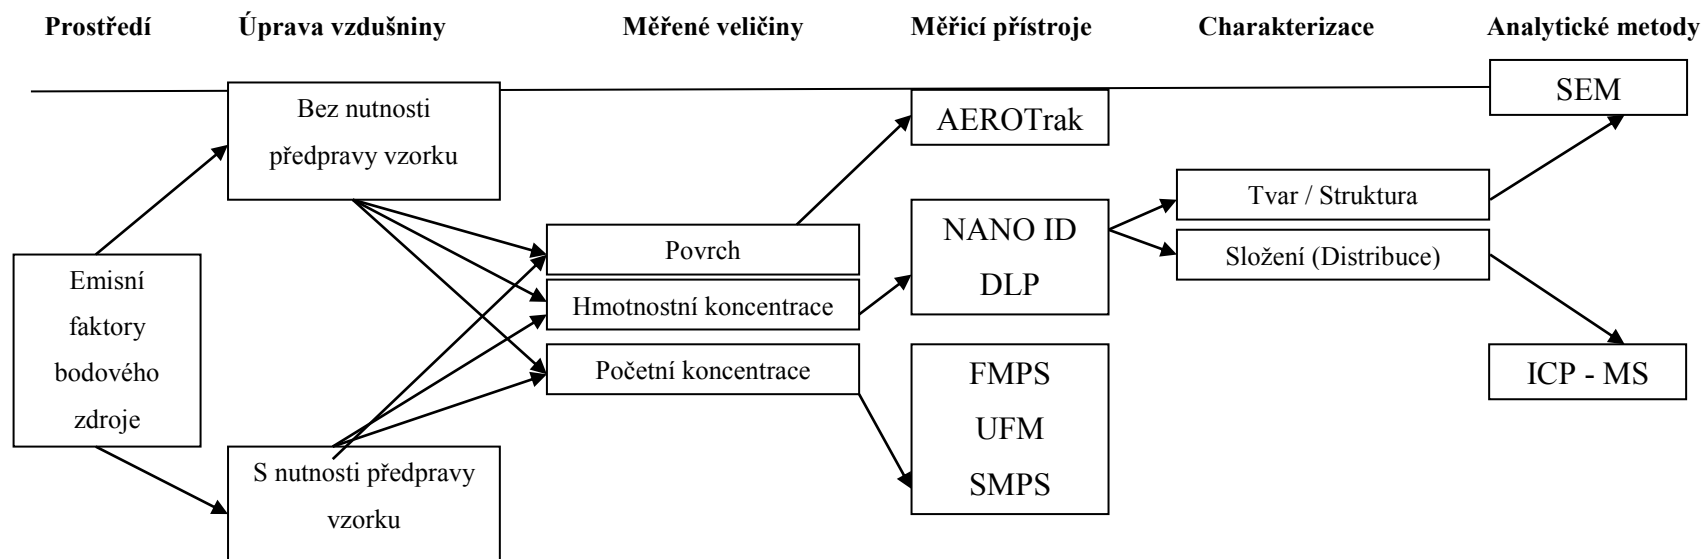 Prostředí
Úprava vzdušniny
Měřené veličiny
Měřicí přístroje
Charakterizace
Analytické metody
Emisní
faktory
bodového
zdroje
Bez nutnosti
předpravy vzorku
S nutnosti předpravy
vzorku
Povrch
Hmotnostní koncentrace
Početní koncentrace
AEROTrak
NANO ID
DLP
FMPS
UFM
SMPS
Tvar / Struktura
Složení (Distribuce)
SEM
ICP - MS